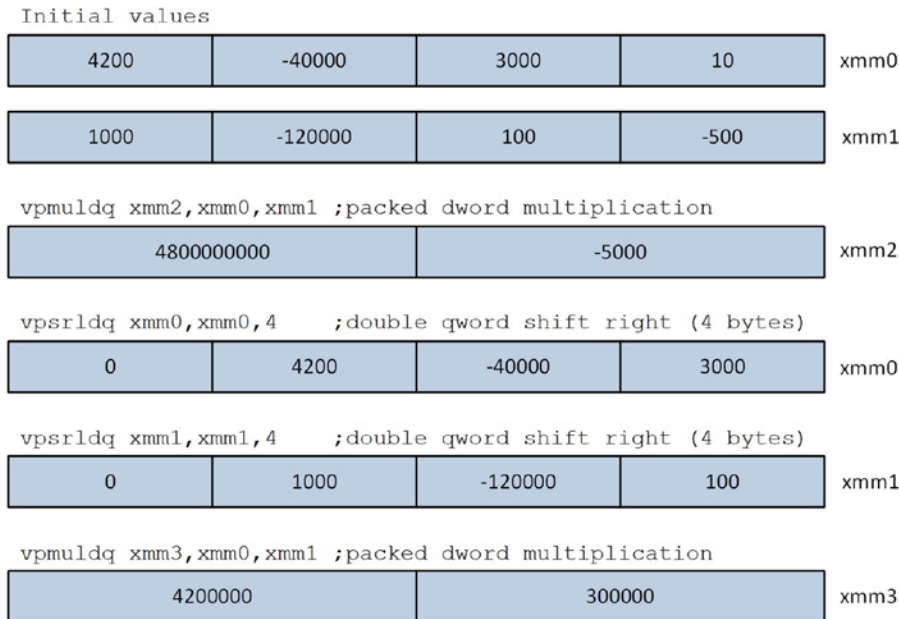 Initial values
4200 -40000 3000 10 xmm0
1000 -120000 100 -500 xmm1
vpmuldq xmm2,xmm0,xmm1 ;packed dword multiplication
4800000000 -5000 xmm2
vpsrldq xmm0,xmm0,4 ;double qword shift right (4 bytes)
0 4200 -40000 3000 xmm0
vpsrldq xmm1,xmm1,4 ;double qword shift right (4 bytes)
0 1000 -120000 100 xmm1
vpmuldq xmm3,xmm0,xmm1 ;packed dword multiplication
4200000 300000 xmm3